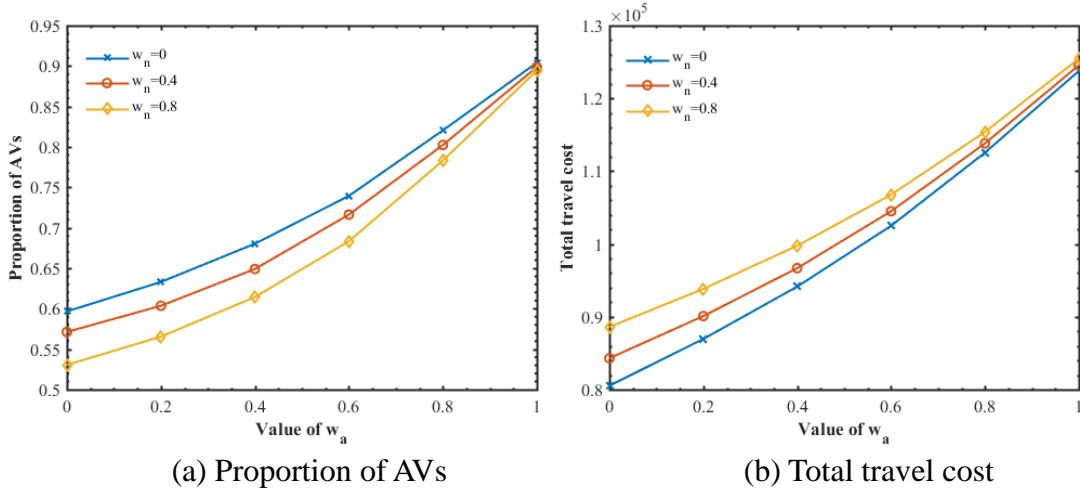 0.95
0.9
0.85
0.8
0.75
0.7
0.65
0.6
0.55
0.5
Proportion of AVs
w_n=0
w_n=0.4
w_n=0.8
0 0.2 0.4 0.6 0.8 1
Value of w_a
(a) Proportion of AVs
×10^5
1.3
1.2
1.1
1
0.9
0.8
Total travel cost
w_n=0
w_n=0.4
w_n=0.8
0 0.2 0.4 0.6 0.8 1
Value of w_a
(b) Total travel cost